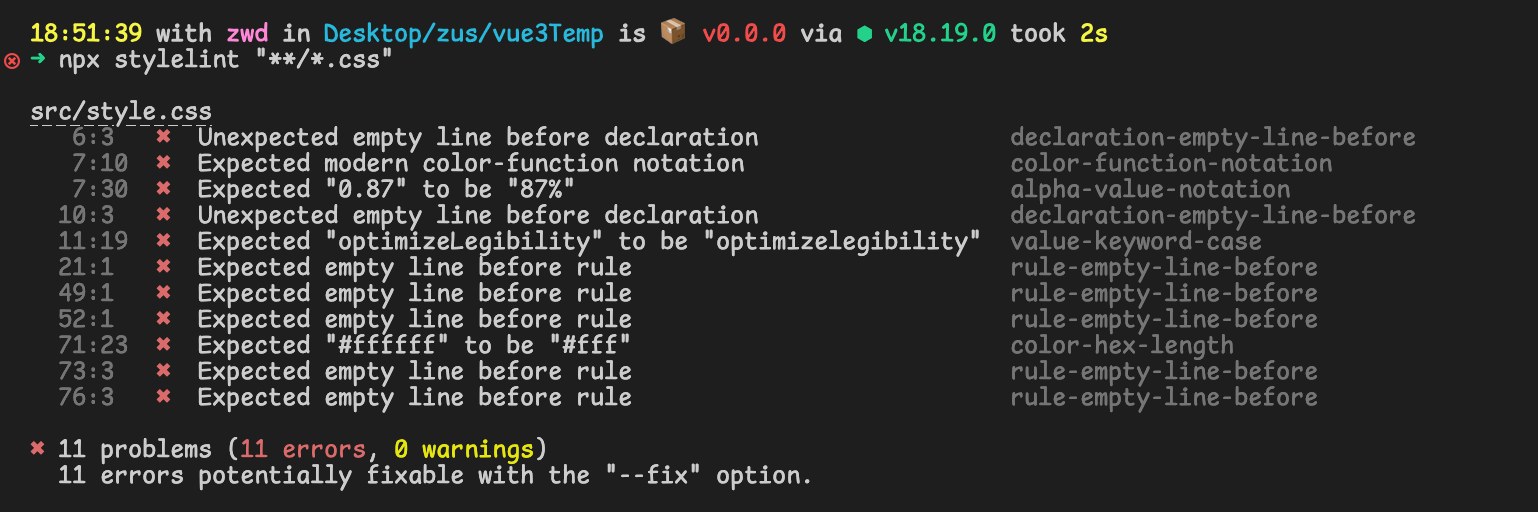 18:51:39 with zwd in Desktop/zus/vue3Temp is 📦 v0.0.0 via ⬢ v18.19.0 took 2s
⊗ ➜ npx stylelint "**/*.css"
src/style.css
6:3 ✖ Unexpected empty line before declaration declaration-empty-line-before
7:10 ✖ Expected modern color-function notation color-function-notation
7:30 ✖ Expected "0.87" to be "87%" alpha-value-notation
10:3 ✖ Unexpected empty line before declaration declaration-empty-line-before
11:19 ✖ Expected "optimizeLegibility" to be "optimizelegibility" value-keyword-case
21:1 ✖ Expected empty line before rule rule-empty-line-before
49:1 ✖ Expected empty line before rule rule-empty-line-before
52:1 ✖ Expected empty line before rule rule-empty-line-before
71:23 ✖ Expected "#ffffff" to be "#fff" color-hex-length
73:3 ✖ Expected empty line before rule rule-empty-line-before
76:3 ✖ Expected empty line before rule rule-empty-line-before
✖ 11 problems (11 errors, 0 warnings)
11 errors potentially fixable with the "--fix" option.